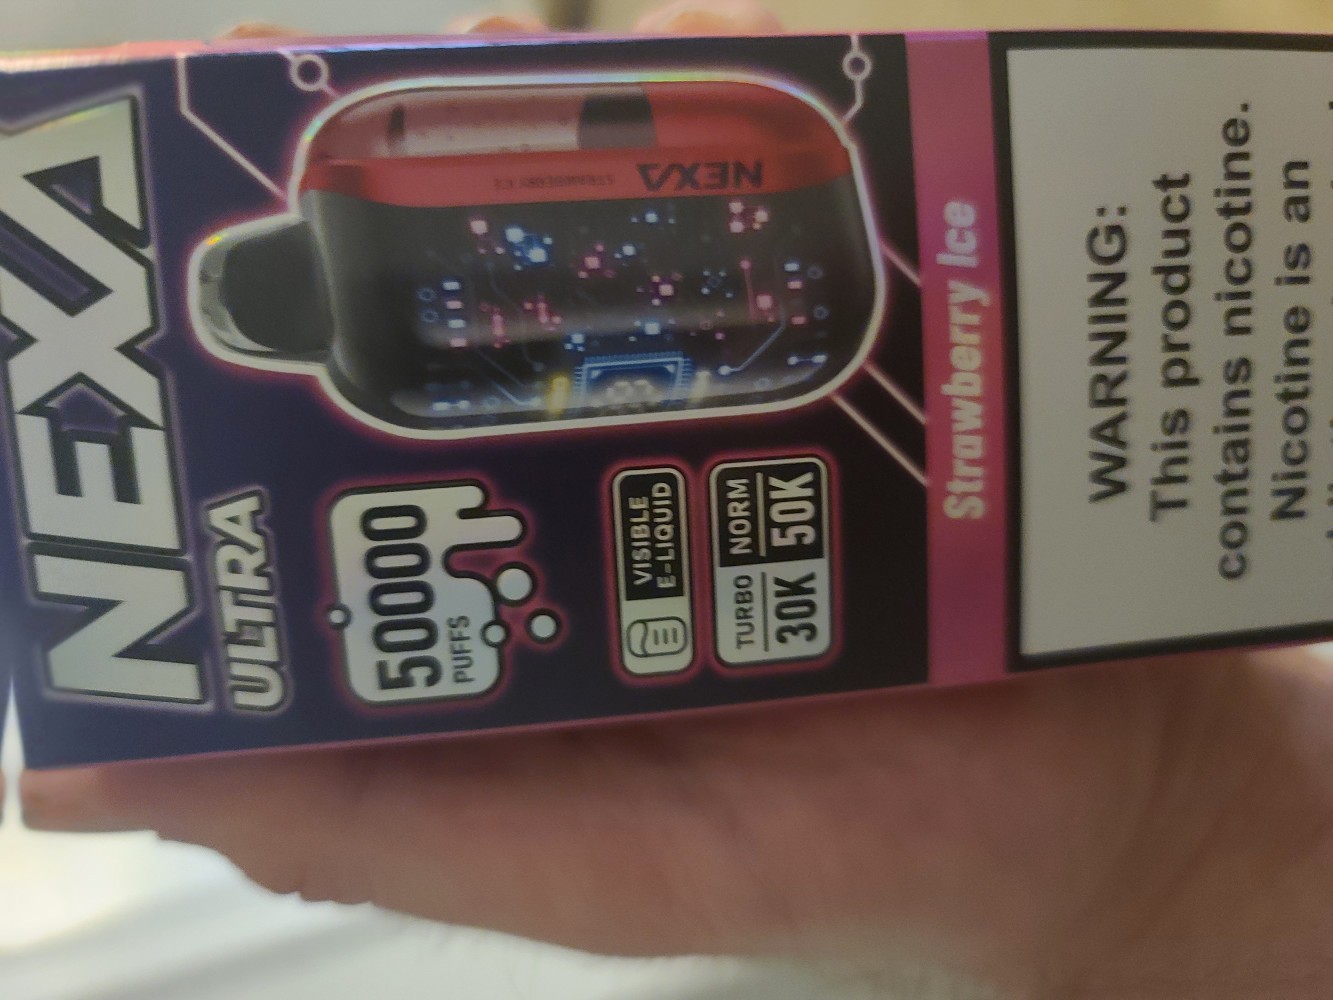 NEXA
ULTRA
50000
PUFFS
VISIBLE
E-LIQUID
TURBO
30K
NORM
50K
NEXA
STRAWBERRY ICE
Strawberry Ice
WARNING:
This product
contains nicotine.
Nicotine is an